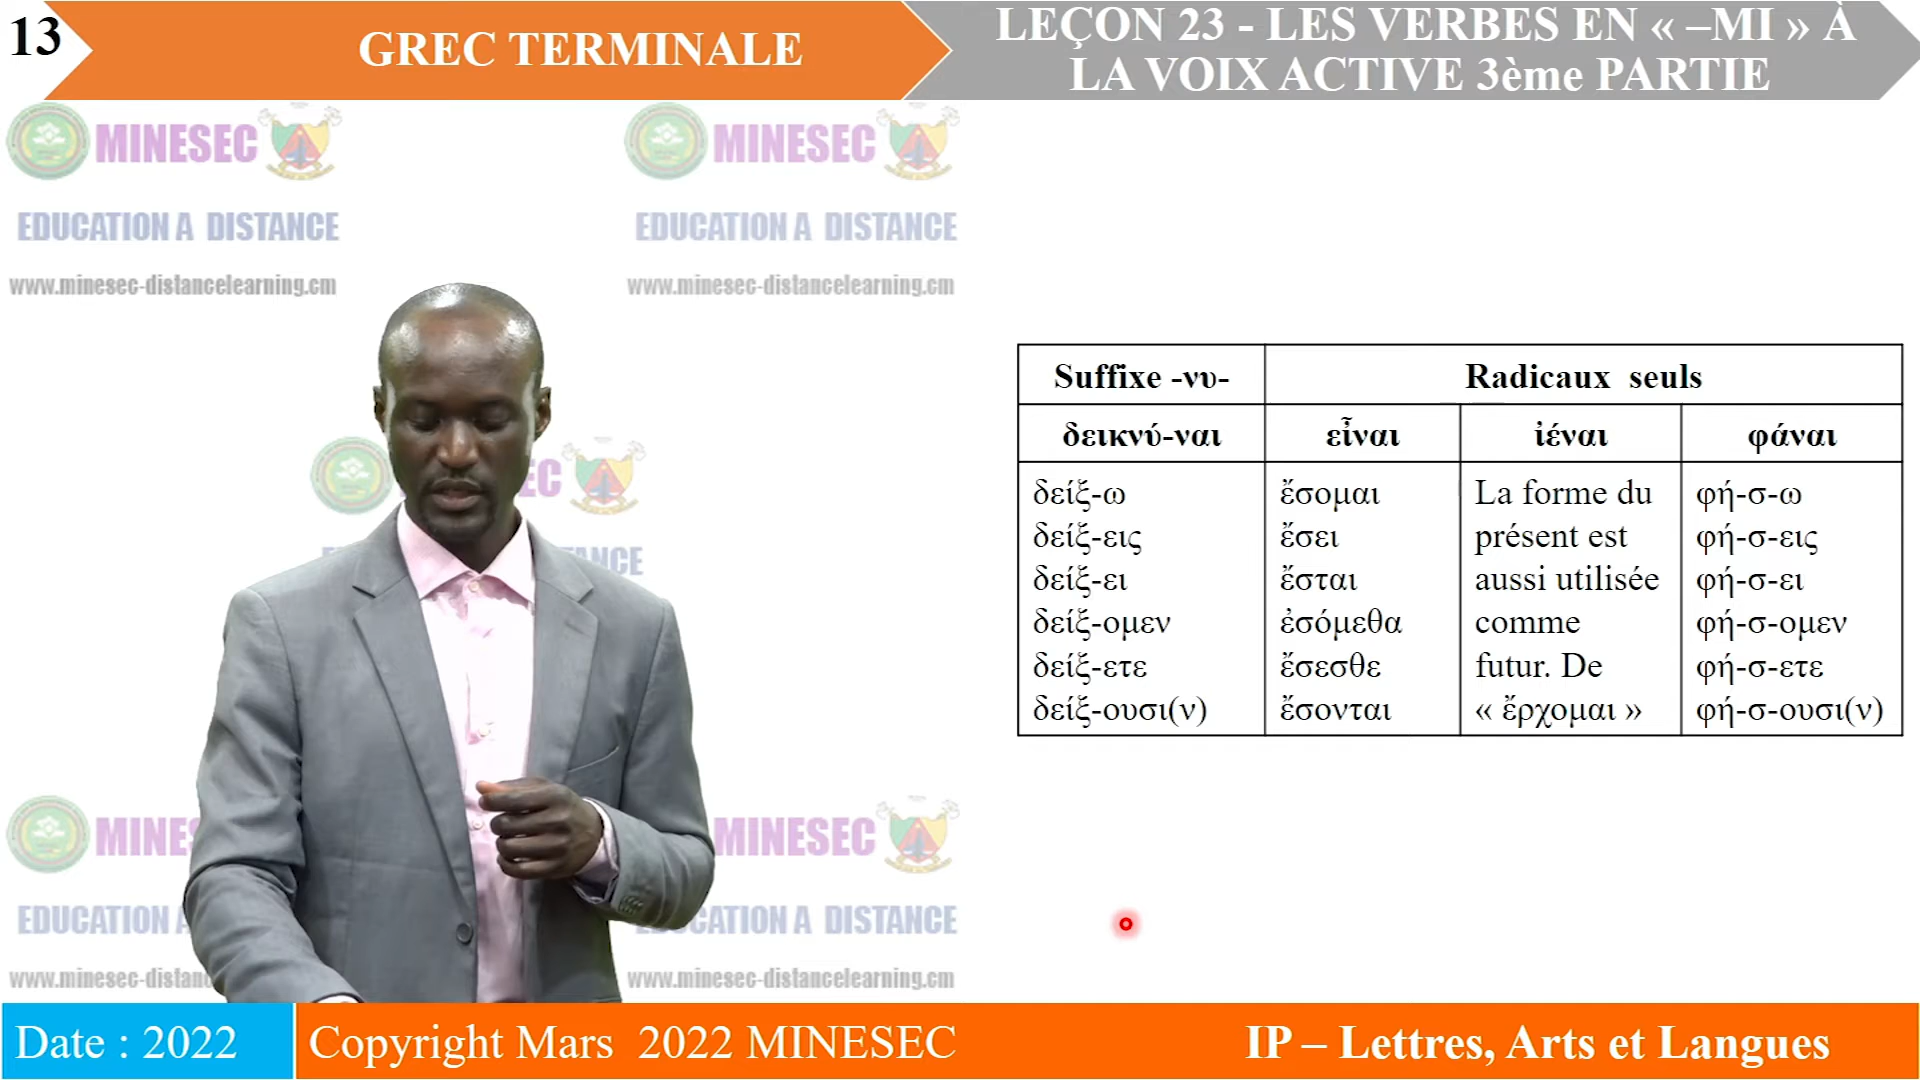 13
GREC TERMINALE
LEÇON 23 - LES VERBES EN « –MI » À
LA VOIX ACTIVE 3ème PARTIE
MINESEC
EDUCATION A DISTANCE
www.minesec-distancelearning.cm
MINESEC
EDUCATION A DISTANCE
www.minesec-distancelearning.cm
Suffixe -νυ-
Radicaux seuls
δεικνύ-ναι
εἶναι
ἰέναι
φάναι
δείξ-ω
δείξ-εις
δείξ-ει
δείξ-ομεν
δείξ-ετε
δείξ-ουσι(ν)
ἔσομαι
ἔσει
ἔσται
ἐσόμεθα
ἔσεσθε
ἔσονται
La forme du
présent est
aussi utilisée
comme
futur. De
« ἔρχομαι »
φή-σ-ω
φή-σ-εις
φή-σ-ει
φή-σ-ομεν
φή-σ-ετε
φή-σ-ουσι(ν)
MINESEC
EDUCATION A DISTANCE
www.minesec-distancelearning.cm
Date : 2022
Copyright Mars 2022 MINESEC
IP – Lettres, Arts et Langues